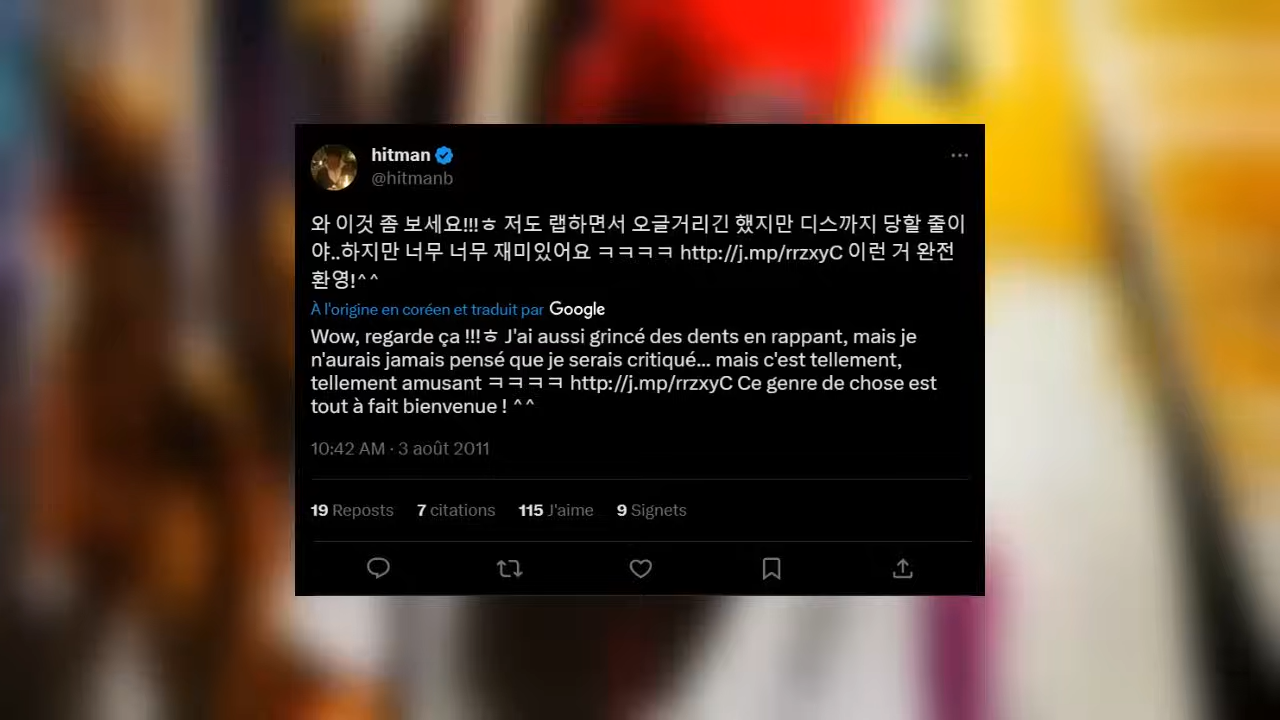 hitman
@hitmanb
와 이것 좀 보세요!!!ㅎ 저도 랩하면서 오글거리긴 했지만 디스까지 당할 줄이
야..하지만 너무 너무 재미있어요 ㅋㅋㅋㅋ http://j.mp/rrzxyC 이런 거 완전
환영!^^
À l'origine en coréen et traduit par Google
Wow, regarde ça !!!ㅎ J'ai aussi grincé des dents en rappant, mais je
n'aurais jamais pensé que je serais critiqué... mais c'est tellement,
tellement amusant ㅋㅋㅋㅋ http://j.mp/rrzxyC Ce genre de chose est
tout à fait bienvenue ! ^^
10:42 AM · 3 août 2011
19 Reposts 7 citations 115 J'aime 9 Signets